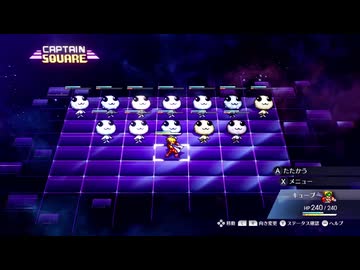 CAPTAIN
SQUARE
A たたかう
X メニュー
キューブ
HP 240 / 240
移動 向き変更 ステータス確認 ヘルプ